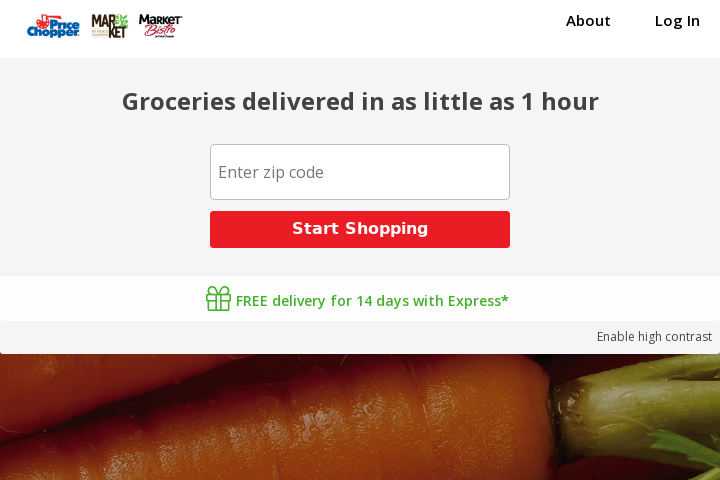 Price Chopper
MARKET
MARKET Bistro
About
Log In
Groceries delivered in as little as 1 hour
Enter zip code
Start Shopping
FREE delivery for 14 days with Express*
Enable high contrast